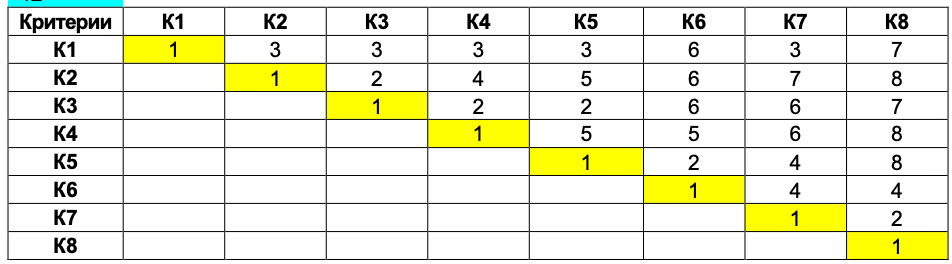 Критерии К1 К2 К3 К4 К5 К6 К7 К8
К1 1 3 3 3 3 6 3 7
К2 1 2 4 5 6 7 8
К3 1 2 2 6 6 7
К4 1 5 5 6 8
К5 1 2 4 8
К6 1 4 4
К7 1 2
К8 1